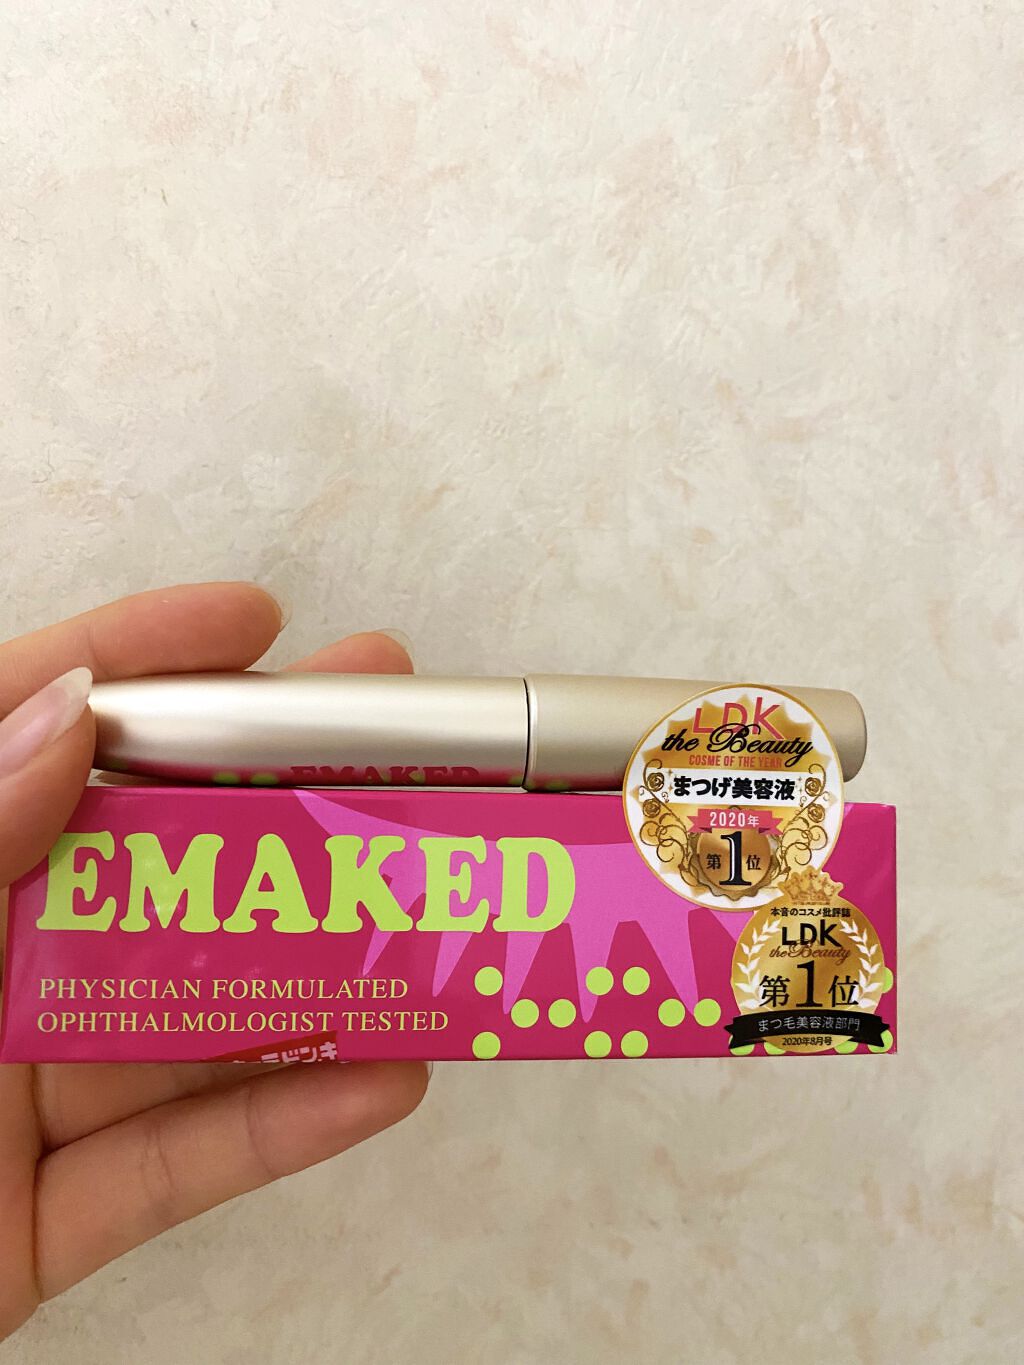 EMAKED
LDK
the Beauty
COSME OF THE YEAR
まつげ美容液
2020年
第1位
EMAKED
PHYSICIAN FORMULATED
OPHTHALMOLOGIST TESTED
本音のコスメ批評誌
LDK
the Beauty
第1位
まつ毛美容液部門
2020年8月号
ドンキ